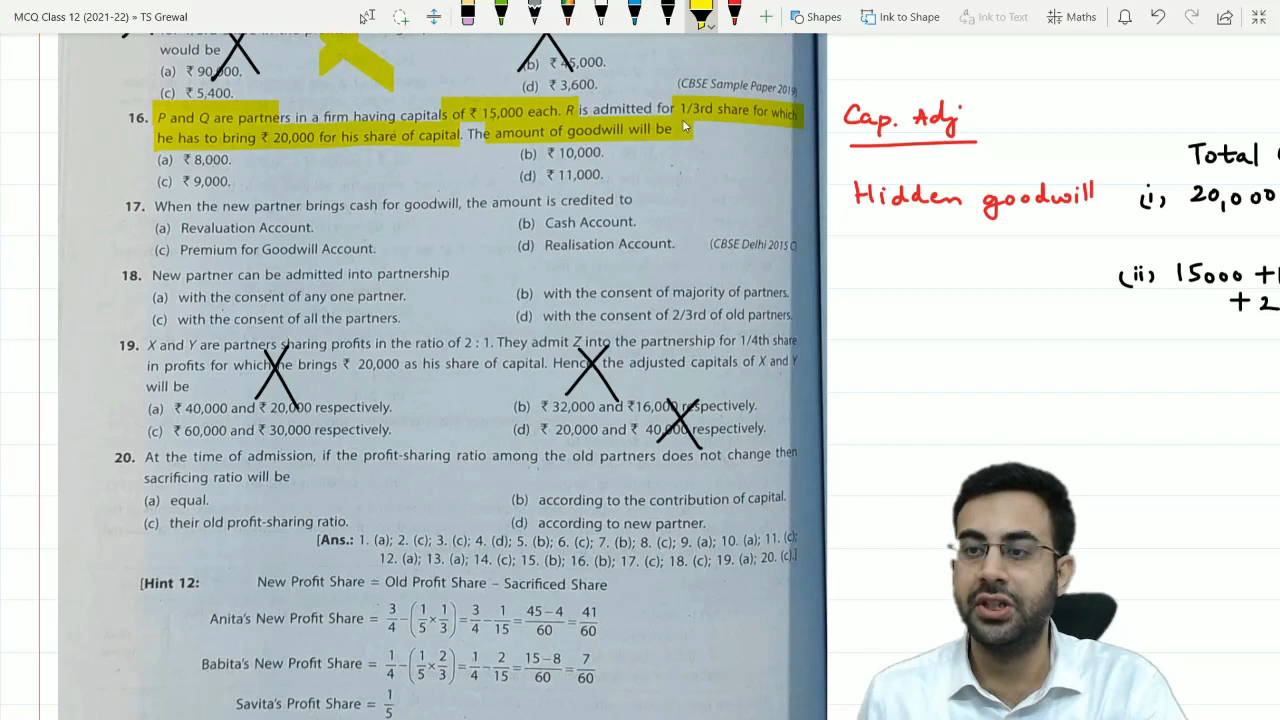 MCQ Class 12 (2021-22) » TS Grewal
Shapes
Ink to Shape
Ink to Text
Maths
would be
(a) ₹ 90,000.
(b) ₹ 45,000.
(c) ₹ 5,400.
(d) ₹ 3,600.
(CBSE Sample Paper 2019)
16. P and Q are partners in a firm having capitals of ₹ 15,000 each. R is admitted for 1/3rd share for which
he has to bring ₹ 20,000 for his share of capital. The amount of goodwill will be
(a) ₹ 8,000.
(b) ₹ 10,000.
(c) ₹ 9,000.
(d) ₹ 11,000.
17. When the new partner brings cash for goodwill, the amount is credited to
(a) Revaluation Account.
(b) Cash Account.
(c) Premium for Goodwill Account.
(d) Realisation Account.
(CBSE Delhi 2015 C
18. New partner can be admitted into partnership
(a) with the consent of any one partner.
(b) with the consent of majority of partners.
(c) with the consent of all the partners.
(d) with the consent of 2/3rd of old partners.
19. X and Y are partners sharing profits in the ratio of 2 : 1. They admit Z into the partnership for 1/4th share
in profits for which he brings ₹ 20,000 as his share of capital. Hence, the adjusted capitals of X and Y
will be
(a) ₹ 40,000 and ₹ 20,000 respectively.
(b) ₹ 32,000 and ₹16,000 respectively.
(c) ₹ 60,000 and ₹ 30,000 respectively.
(d) ₹ 20,000 and ₹ 40,000 respectively.
20. At the time of admission, if the profit-sharing ratio among the old partners does not change then
sacrificing ratio will be
(a) equal.
(b) according to the contribution of capital.
(c) their old profit-sharing ratio.
(d) according to new partner.
[Ans.: 1. (a); 2. (c); 3. (c); 4. (d); 5. (b); 6. (c); 7. (b); 8. (c); 9. (a); 10. (a); 11. (c);
12. (a); 13. (a); 14. (c); 15. (b); 16. (b); 17. (c); 18. (c); 19. (a); 20. (c).]
[Hint 12: New Profit Share = Old Profit Share – Sacrificed Share
Anita's New Profit Share = 3/4 – (1/5 × 1/3) = 3/4 – 1/15 = 45–4/60 = 41/60
Babita's New Profit Share = 1/4 – (1/5 × 2/3) = 1/4 – 2/15 = 15–8/60 = 7/60
Savita's Profit Share = 1/5
Cap. Adj
Total
Hidden goodwill
(i) 20,000
(ii) 15000 +
+ 2